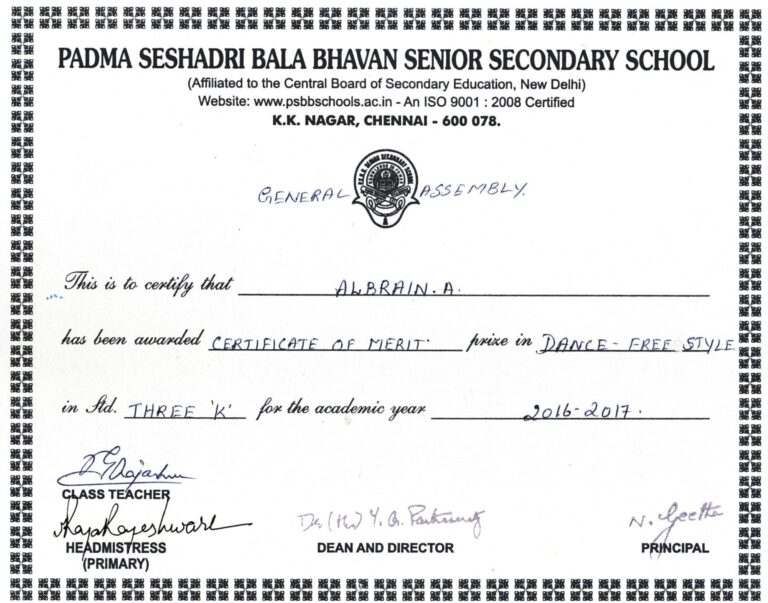 PADMA SESHADRI BALA BHAVAN SENIOR SECONDARY SCHOOL
(Affiliated to the Central Board of Secondary Education, New Delhi)
Website: www.psbbschools.ac.in - An ISO 9001 : 2008 Certified
K.K. NAGAR, CHENNAI - 600 078.
GENERAL ASSEMBLY.
This is to certify that ALBRAIN.A.
has been awarded CERTIFICATE OF MERIT. prize in DANCE- FREE STYLE
in Std. THREE 'K' for the academic year 2016-2017.
CLASS TEACHER
N. Geetha
HEADMISTRESS DEAN AND DIRECTOR PRINCIPAL
(PRIMARY)